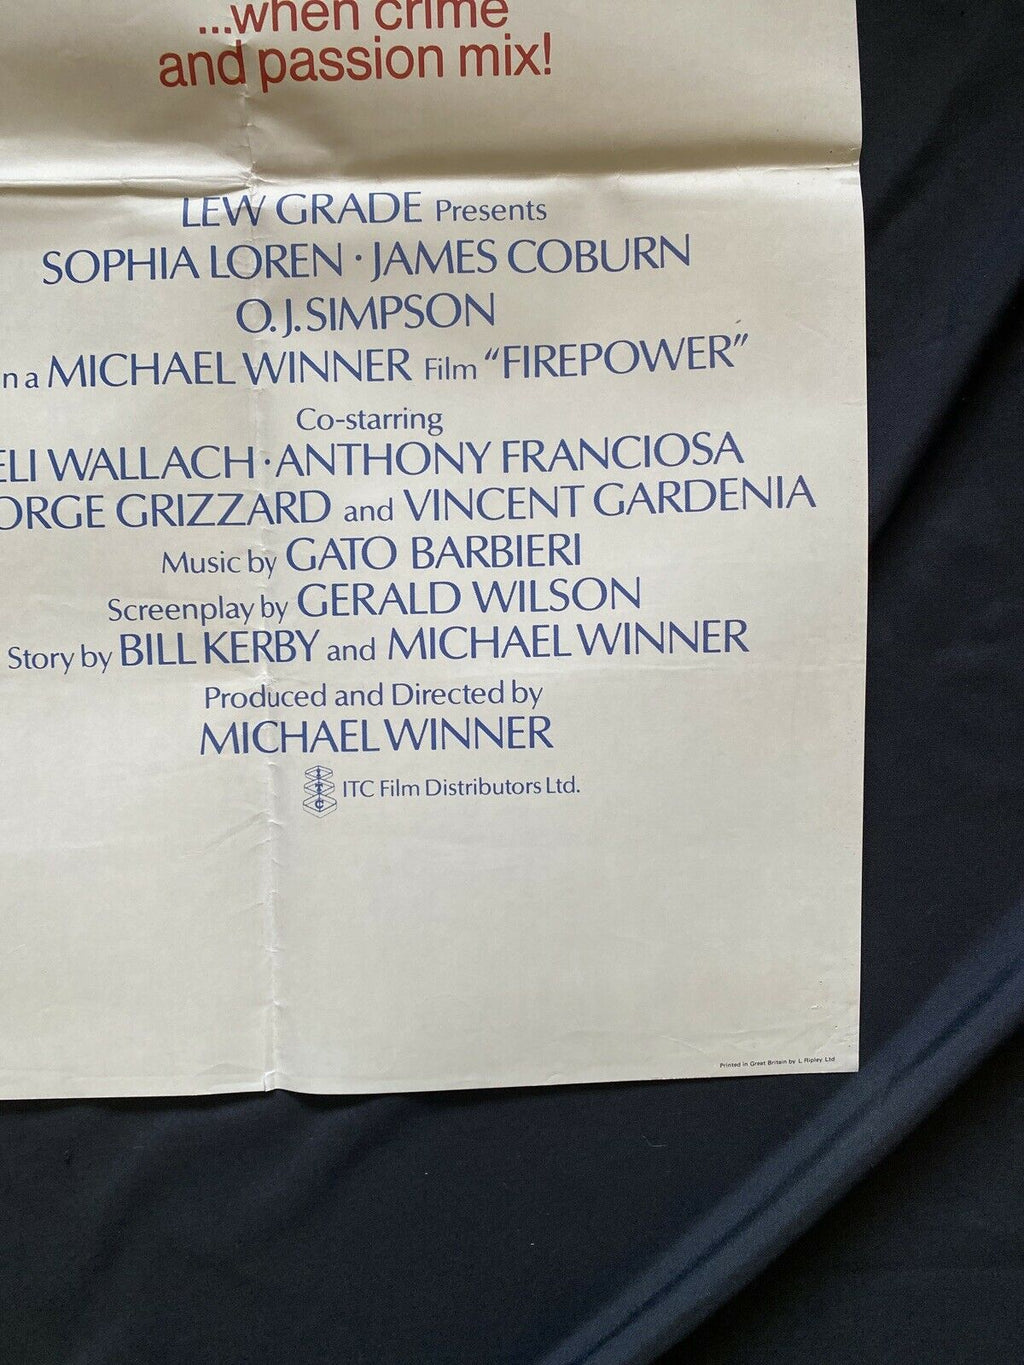 ...when crime
and passion mix!
LEW GRADE Presents
SOPHIA LOREN · JAMES COBURN
O.J. SIMPSON
n a MICHAEL WINNER Film “FIREPOWER”
Co-starring
ELI WALLACH · ANTHONY FRANCIOSA
ORGE GRIZZARD and VINCENT GARDENIA
Music by GATO BARBIERI
Screenplay by GERALD WILSON
Story by BILL KERBY and MICHAEL WINNER
Produced and Directed by
MICHAEL WINNER
ITC ITC Film Distributors Ltd.
Printed in Great Britain by L Ripley Ltd